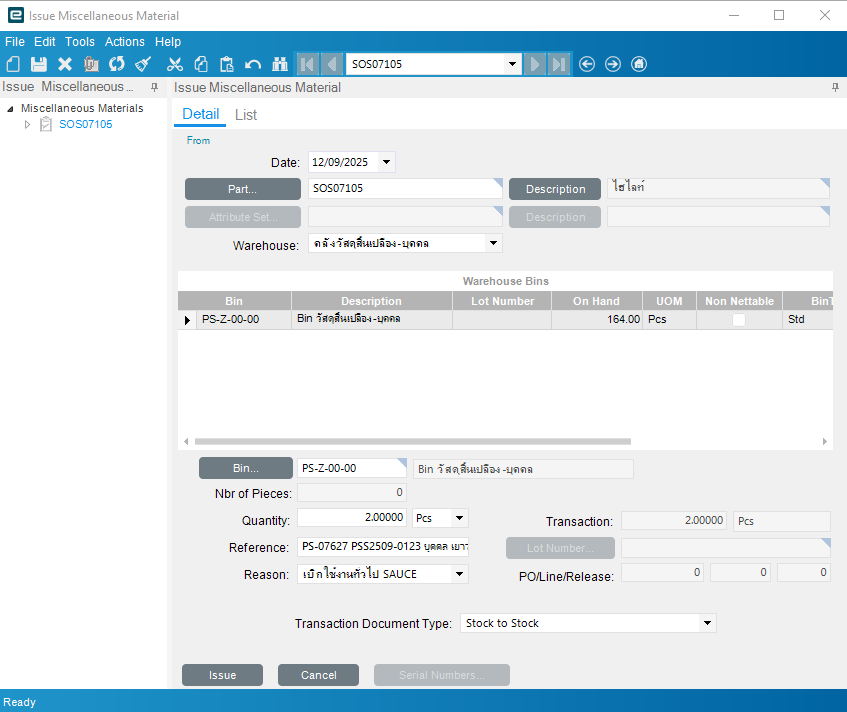 Issue Miscellaneous Material
File Edit Tools Actions Help
SOS07105
Issue Miscellaneous...
Issue Miscellaneous Material
Miscellaneous Materials
SOS07105
Detail List
From
Date: 12/09/2025
Part... SOS07105 Description ไฮไลท์
Attribute Set... Description
Warehouse: คลังวัสดุสิ้นเปลือง-บุคคล
Warehouse Bins
Bin Description Lot Number On Hand UOM Non Nettable BinT
PS-Z-00-00 Bin วัสดุสิ้นเปลือง-บุคคล 164.00 Pcs Std
Bin... PS-Z-00-00 Bin วัสดุสิ้นเปลือง-บุคคล
Nbr of Pieces: 0
Quantity: 2.00000 Pcs Transaction: 2.00000 Pcs
Reference: PS-07627 PSS2509-0123 บุคคล Lot Number...
Reason: เบิกใช้งานทั่วไป SAUCE PO/Line/Release: 0 0 0
Transaction Document Type: Stock to Stock
Issue Cancel Serial Numbers...
Ready